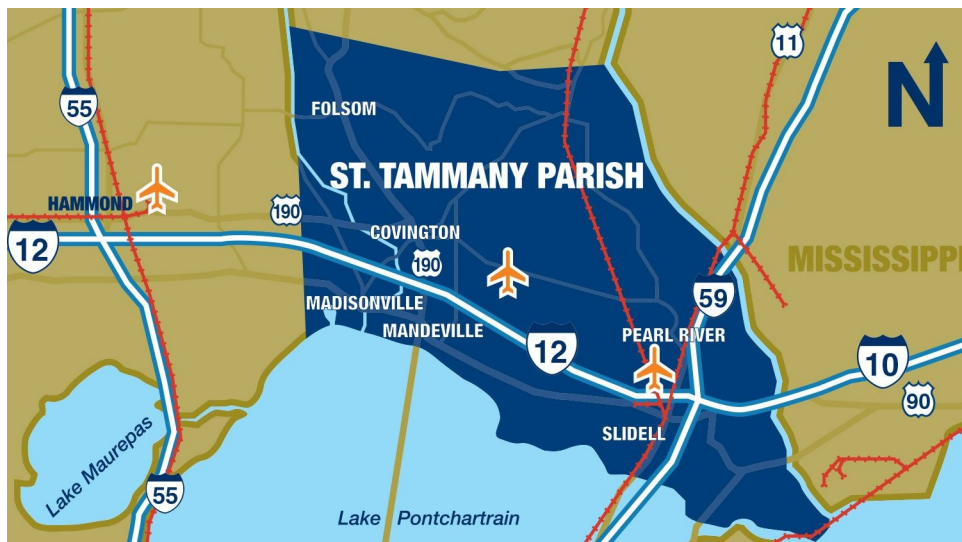 11
N
55
FOLSOM
ST. TAMMANY PARISH
HAMMOND
190
COVINGTON
12
190
MISSISSIPPI
59
MADISONVILLE
MANDEVILLE
PEARL RIVER
12
10
90
SLIDELL
Lake Maurepas
55
Lake Pontchartrain